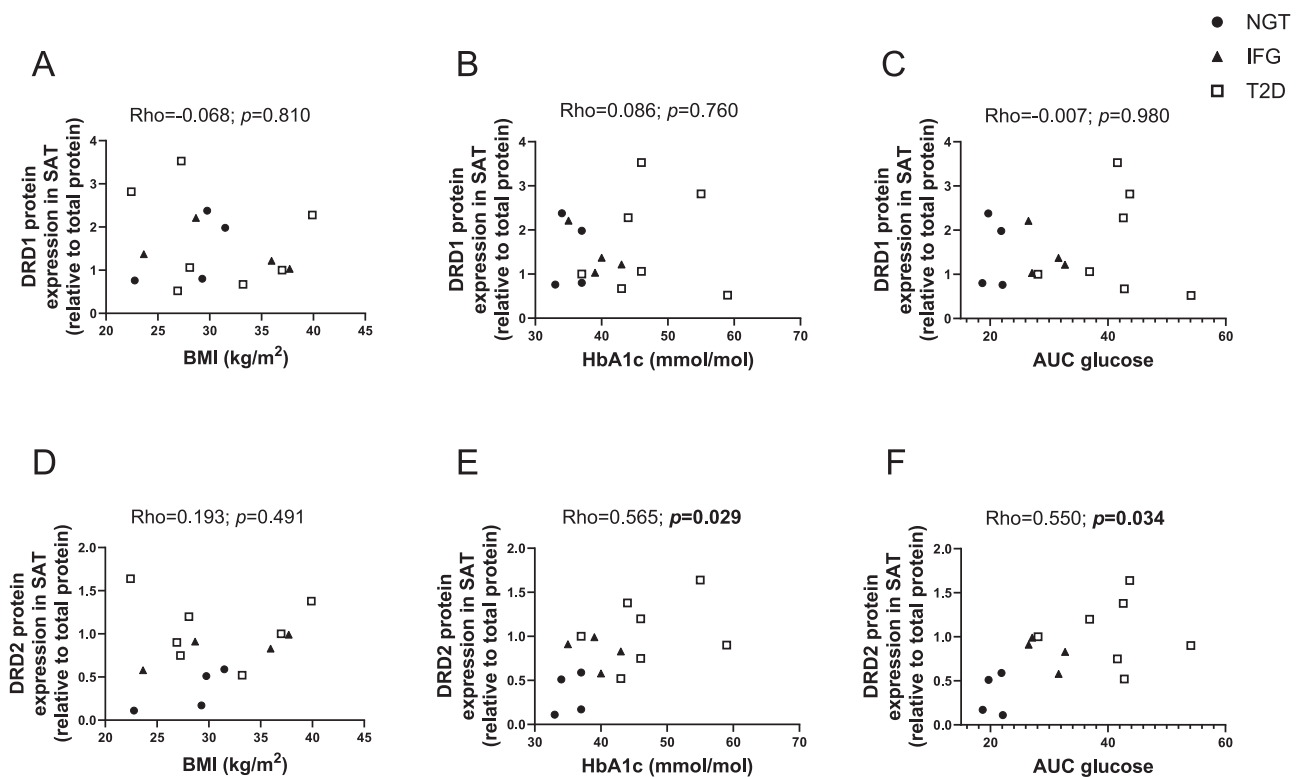 NGT
IFG
T2D
A
Rho=-0.068; p=0.810
DRD1 protein
expression in SAT
(relative to total protein)
4
3
2
1
0
20 25 30 35 40 45
BMI (kg/m²)
B
Rho=0.086; p=0.760
DRD1 protein
expression in SAT
(relative to total protein)
4
3
2
1
0
30 40 50 60 70
HbA1c (mmol/mol)
C
Rho=-0.007; p=0.980
DRD1 protein
expression in SAT
(relative to total protein)
4
3
2
1
0
20 40 60
AUC glucose
D
Rho=0.193; p=0.491
DRD2 protein
expression in SAT
(relative to total protein)
2.0
1.5
1.0
0.5
0.0
20 25 30 35 40 45
BMI (kg/m²)
E
Rho=0.565; p=0.029
DRD2 protein
expression in SAT
(relative to total protein)
2.0
1.5
1.0
0.5
0.0
30 40 50 60 70
HbA1c (mmol/mol)
F
Rho=0.550; p=0.034
DRD2 protein
expression in SAT
(relative to total protein)
2.0
1.5
1.0
0.5
0.0
20 40 60
AUC glucose